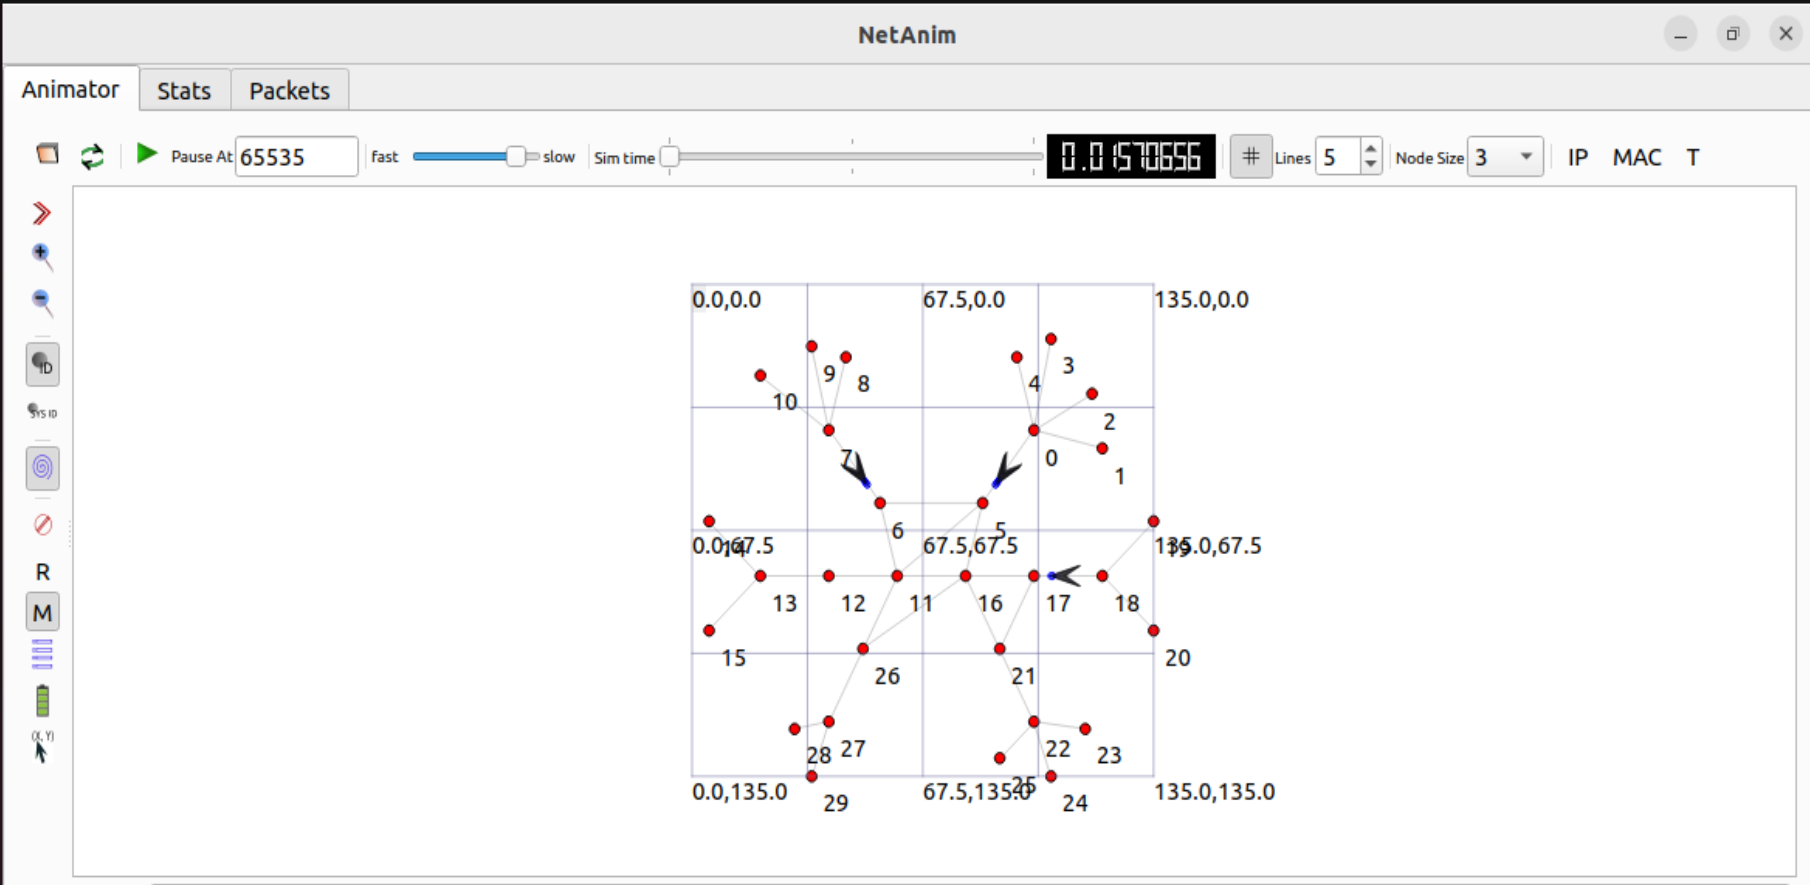 NetAnim
Animator Stats Packets
Pause At 65535 fast slow Sim time 0.01570656 # Lines 5 Node Size 3 IP MAC T
ID
SYS ID
R
M
(X, Y)
0.0,0.0 67.5,0.0 135.0,0.0
3
9 8 4
10
2
7 0
1
6 5
0.0,67.5 14 67.5,67.5 135.0,67.5 19
13 12 11 16 17 18
15 20
26 21
28 27 22 23
0.0,135.0 67.5,135.0 25 135.0,135.0
29 24